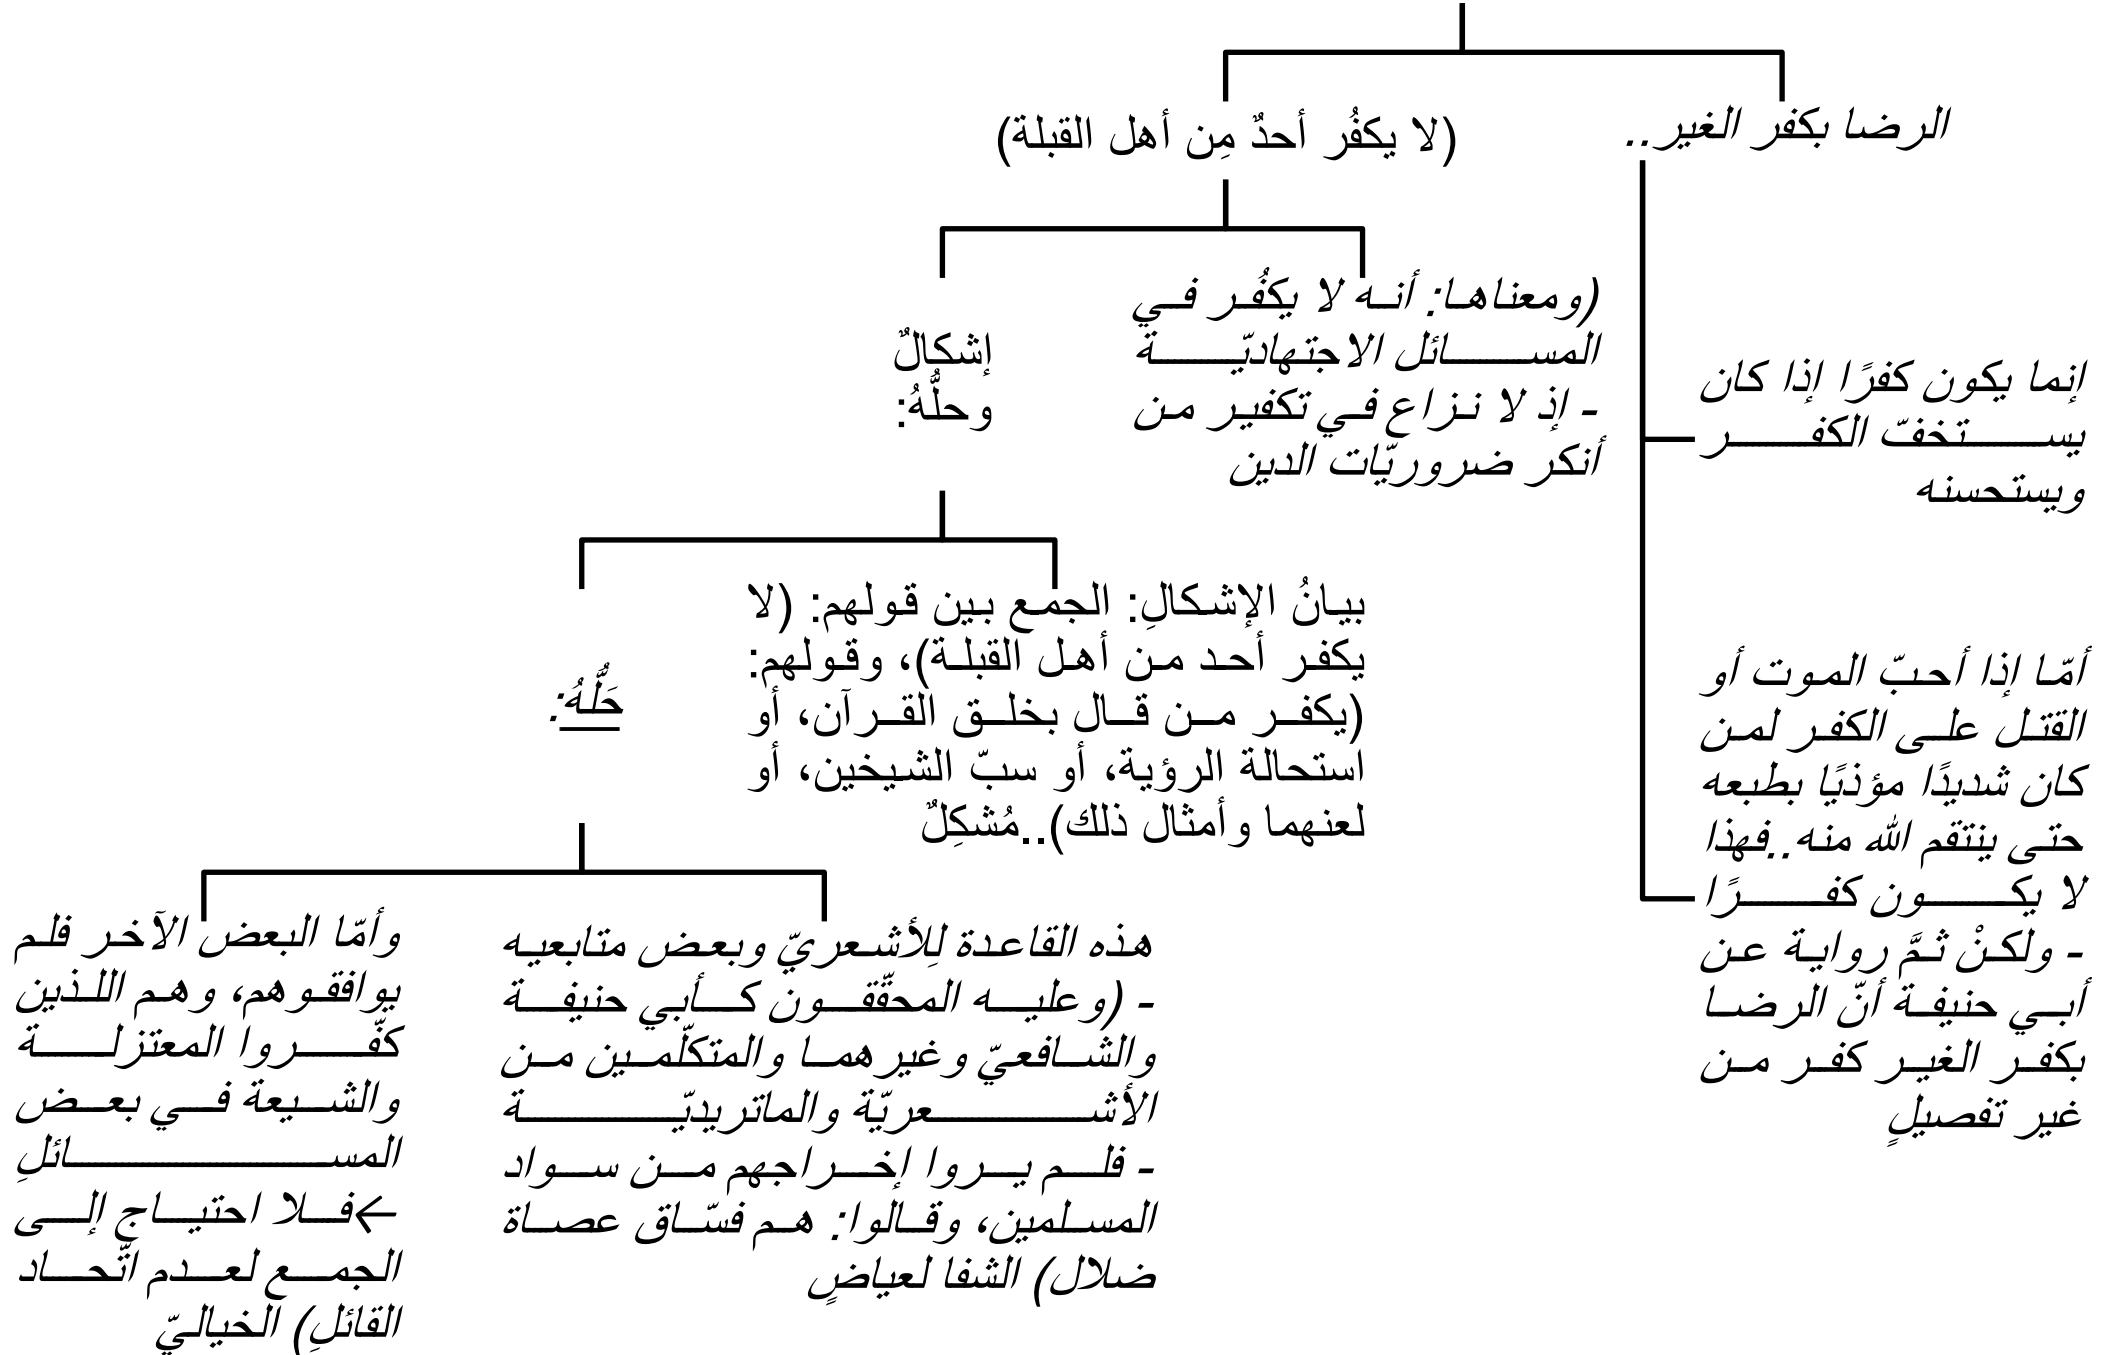 الرضا بكفر الغير..
إنما يكون كفرًا إذا كان
يستخفّ الكفر
ويستحسنه
أمّا إذا أحبّ الموت أو
القتل على الكفر لمن
كان شديدًا مؤذيًا بطبعه
حتى ينتقم الله منه..فهذا
لا يكون كفرًا
- ولكنْ ثمَّ رواية عن
أبي حنيفة أنّ الرضا
بكفر الغير كفر من
غير تفصيلٍ
(لا يكفُر أحدٌ مِن أهل القبلة)
(ومعناها: أنه لا يكفُر في
المسائل الاجتهاديّة
- إذ لا نزاع في تكفير من
أنكر ضروريّات الدين
إشكالٌ
وحلُّهُ:
بيانُ الإشكالِ: الجمع بين قولهم: (لا
يكفر أحد من أهل القبلة)، وقولهم:
(يكفر من قال بخلق القرآن، أو
استحالة الرؤية، أو سبّ الشيخين، أو
لعنهما وأمثال ذلك)..مُشكِلٌ
حَلُّهُ:
هذه القاعدة لِلأشعريّ وبعض متابعيه
- (وعليه المحقّقون كأبي حنيفة
والشافعيّ وغيرهما والمتكلّمين من
الأشعريّة والماتريديّة
- فلم يروا إخراجهم من سواد
المسلمين، وقالوا: هم فسّاق عصاة
ضلال) الشفا لعياضٍ
وأمّا البعض الآخر فلم
يوافقوهم، وهم اللذين
كفّروا المعتزلة
والشيعة في بعض
المسائلِ
←فلا احتياج إلى
الجمع لعدم اتّحاد
القائلِ) الخياليّ